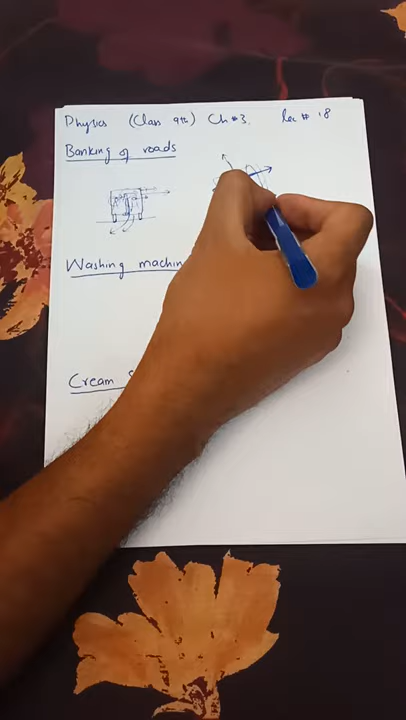 Physics (Class 9th) Ch #3. lec # 18
Banking of roads
Washing machin
Cream